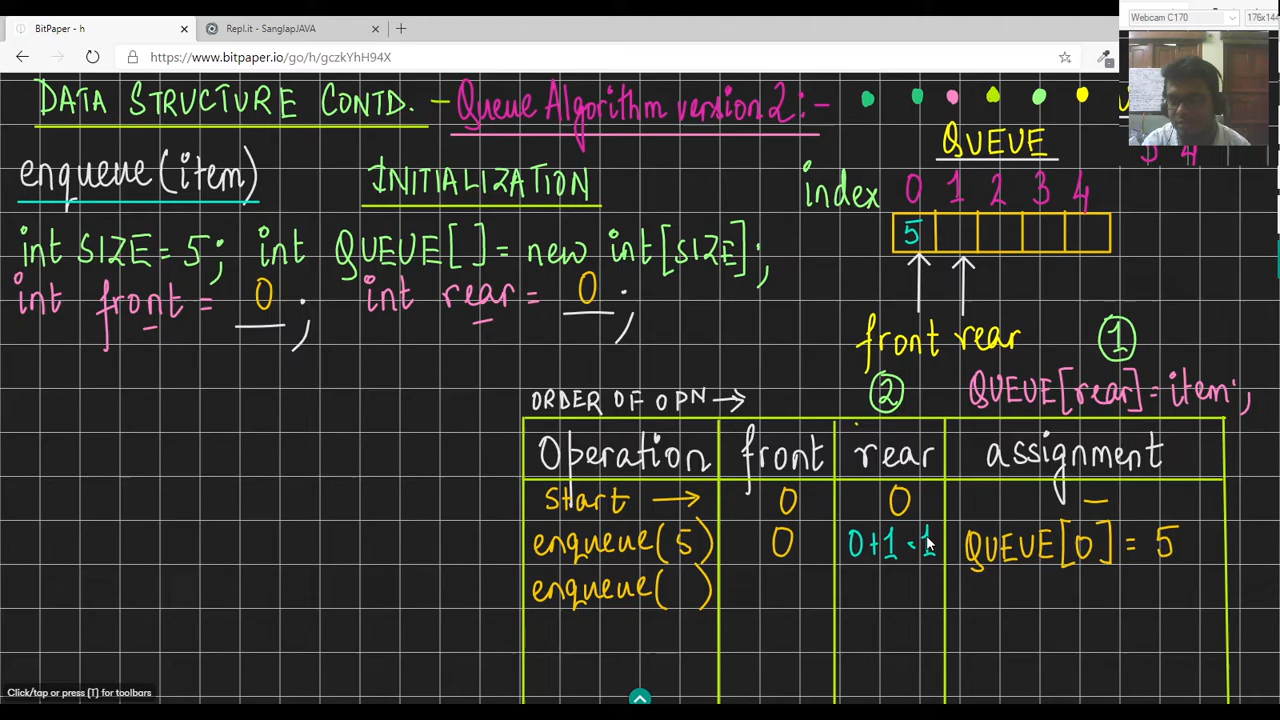 BitPaper - h
Repl.it - SanglapJAVA
Webcam C170
https://www.bitpaper.io/go/h/gczkYhH94X
DATA STRUCTURE CONTD. - Queue Algorithm version 2:-
3 4
QUEUE
enqueue(item)
INITIALIZATION
index 0 1 2 3 4
int SIZE = 5; int QUEUE[ ] = new int[SIZE];
5
int front = 0; int rear = 0;
front rear
1
ORDER OF OPN →
2
QUEUE[rear]=item;
Operation front rear assignment
start → 0 0 —
enqueue(5) 0 0+1=1 QUEUE[0] = 5
enqueue( )
Click/tap or press (T) for toolbars